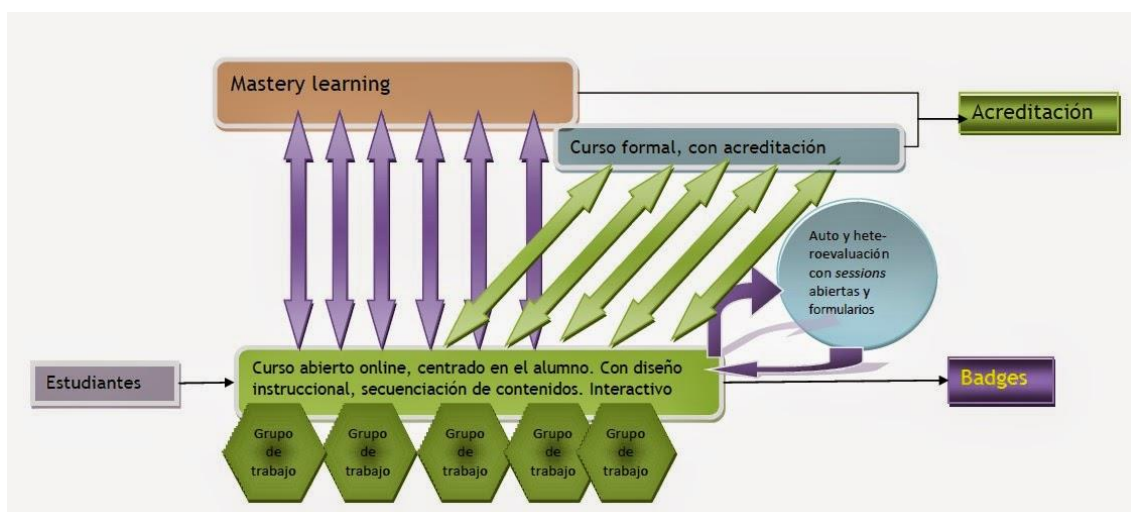 Mastery learning
Acreditación
Curso formal, con acreditación
Auto y hete-
roevaluación
con sessions
abiertas y
formularios
Estudiantes
Curso abierto online, centrado en el alumno. Con diseño
instruccional, secuenciación de contenidos. Interactivo
Badges
Grupo
de
trabajo
Grupo
de
trabajo
Grupo
de
trabajo
Grupo
de
trabajo
Grupo
de
trabajo